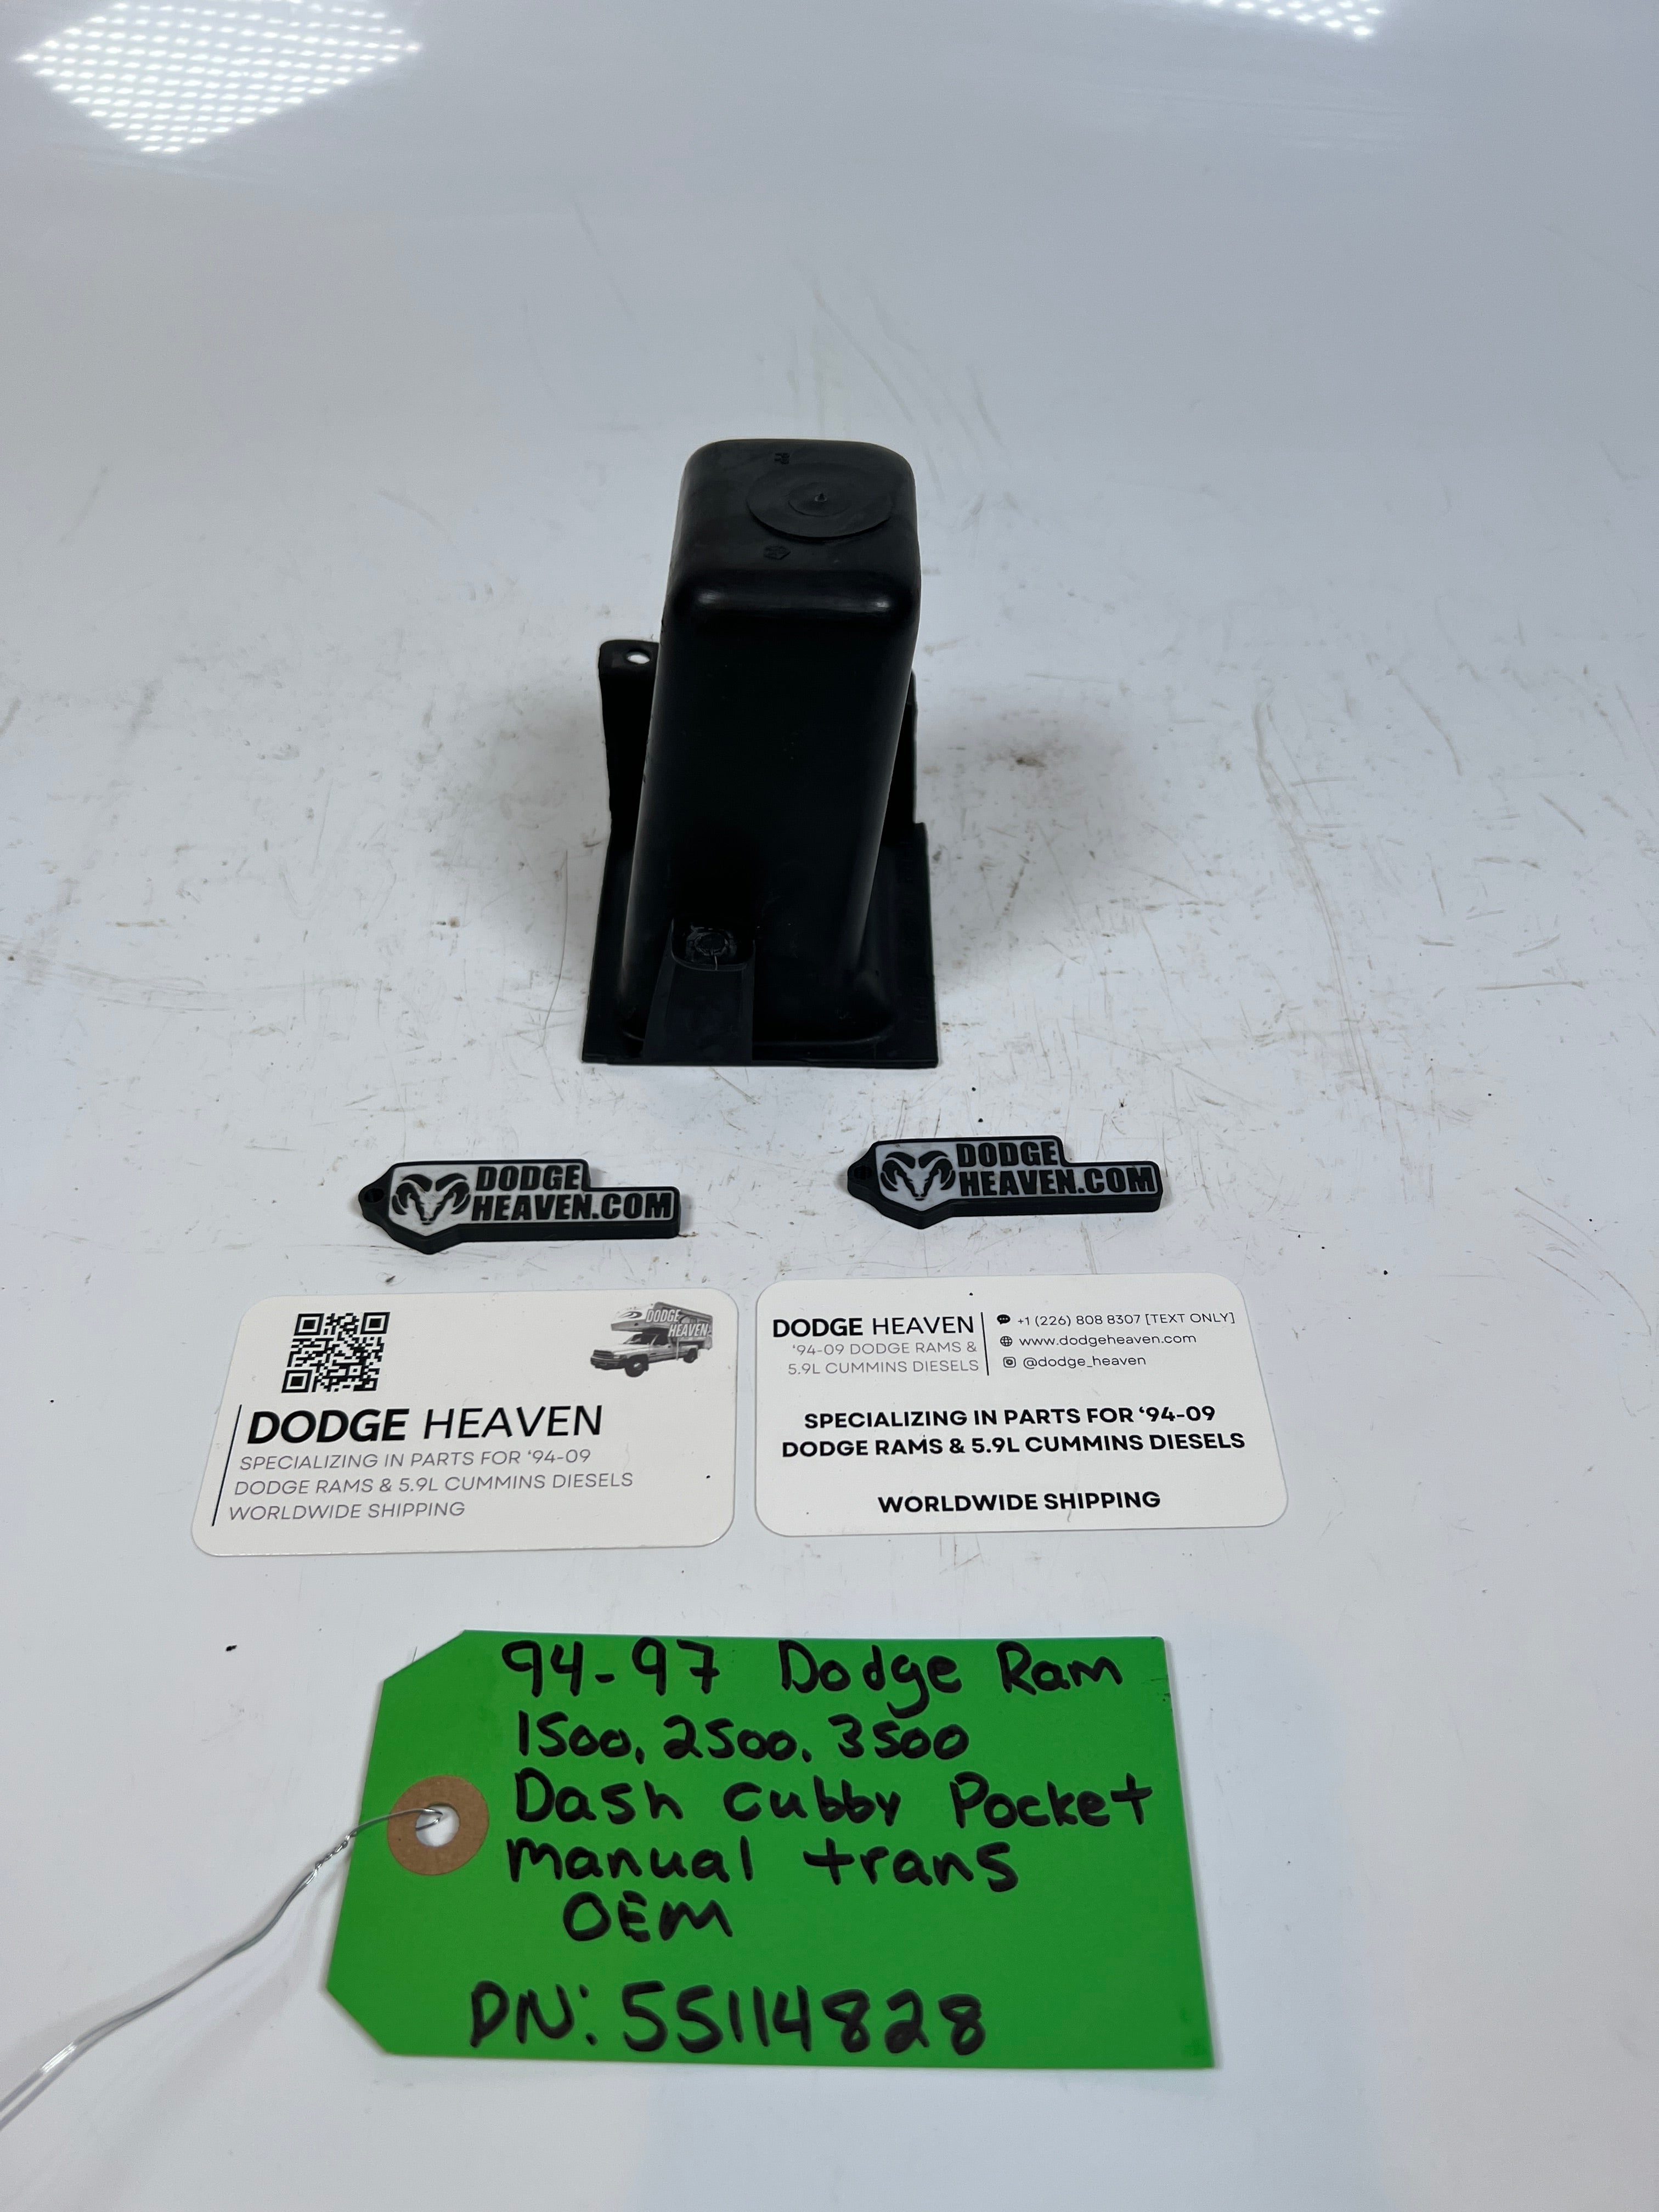 DODGE
HEAVEN.COM
DODGE
HEAVEN.COM
DODGE
HEAVEN
DODGE HEAVEN
SPECIALIZING IN PARTS FOR ‘94-09
DODGE RAMS & 5.9L CUMMINS DIESELS
WORLDWIDE SHIPPING
DODGE HEAVEN
‘94-09 DODGE RAMS &
5.9L CUMMINS DIESELS
+1 (226) 808 8307 [TEXT ONLY]
www.dodgeheaven.com
@dodge_heaven
SPECIALIZING IN PARTS FOR ‘94-09
DODGE RAMS & 5.9L CUMMINS DIESELS
WORLDWIDE SHIPPING
94-97 Dodge Ram
1500, 2500, 3500
Dash cubby Pocket
manual trans
OEM
PN: 55114828